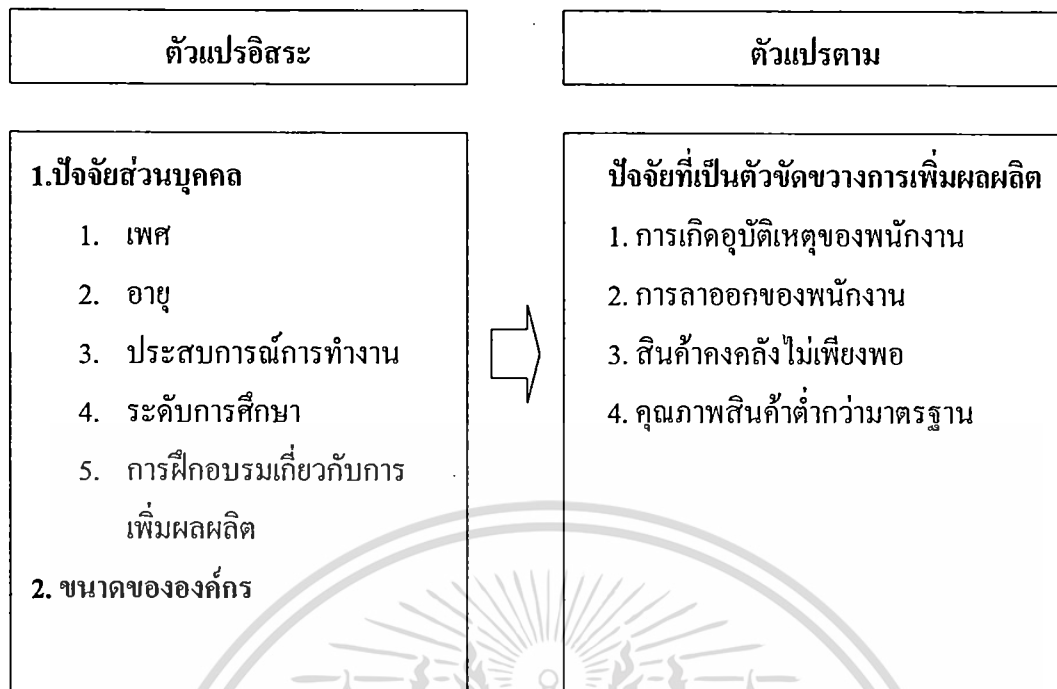 ตัวแปรอิสระ
ตัวแปรตาม
1.ปัจจัยส่วนบุคคล
1. เพศ
2. อายุ
3. ประสบการณ์การทำงาน
4. ระดับการศึกษา
5. การฝึกอบรมเกี่ยวกับการ
เพิ่มผลผลิต
2. ขนาดขององค์กร
ปัจจัยที่เป็นตัวขัดขวางการเพิ่มผลผลิต
1. การเกิดอุบัติเหตุของพนักงาน
2. การลาออกของพนักงาน
3. สินค้าคงคลังไม่เพียงพอ
4. คุณภาพสินค้าต่ำกว่ามาตรฐาน